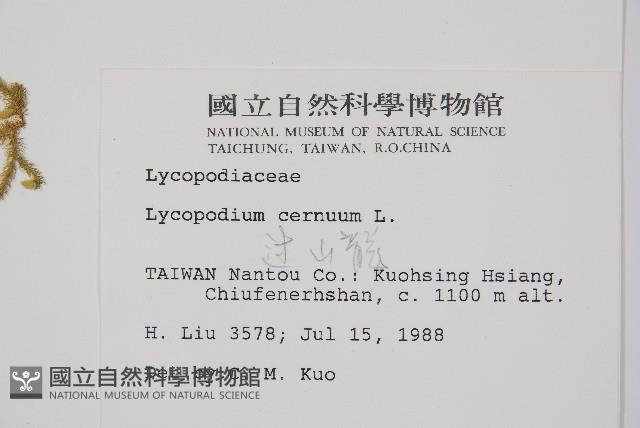 國立自然科學博物館
NATIONAL MUSEUM OF NATURAL SCIENCE
TAICHUNG, TAIWAN, R.O.CHINA
Lycopodiaceae
Lycopodium cernuum L.
过山龍
TAIWAN Nantou Co.: Kuohsing Hsiang,
Chiufenerhshan, c. 1100 m alt.
H. Liu 3578; Jul 15, 1988
M. Kuo
國立自然科學博物館
NATIONAL MUSEUM OF NATURAL SCIENCE